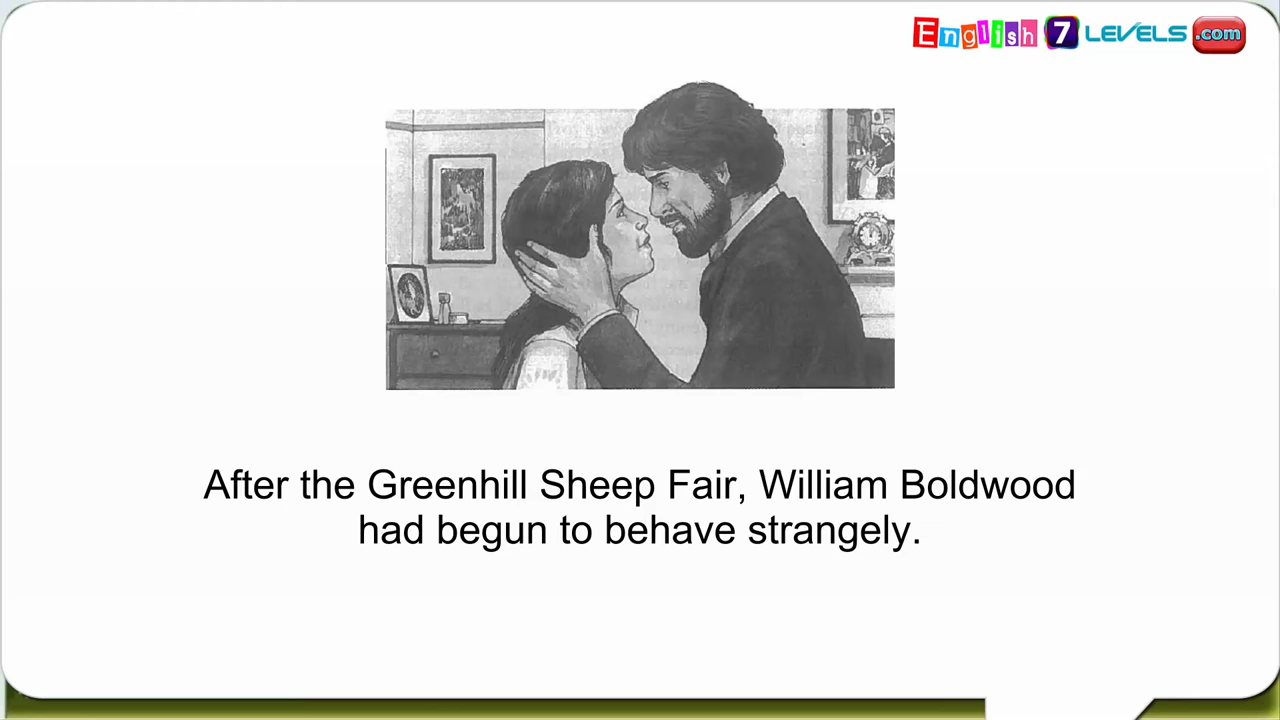 English 7 LEVELS .com
After the Greenhill Sheep Fair, William Boldwood
had begun to behave strangely.